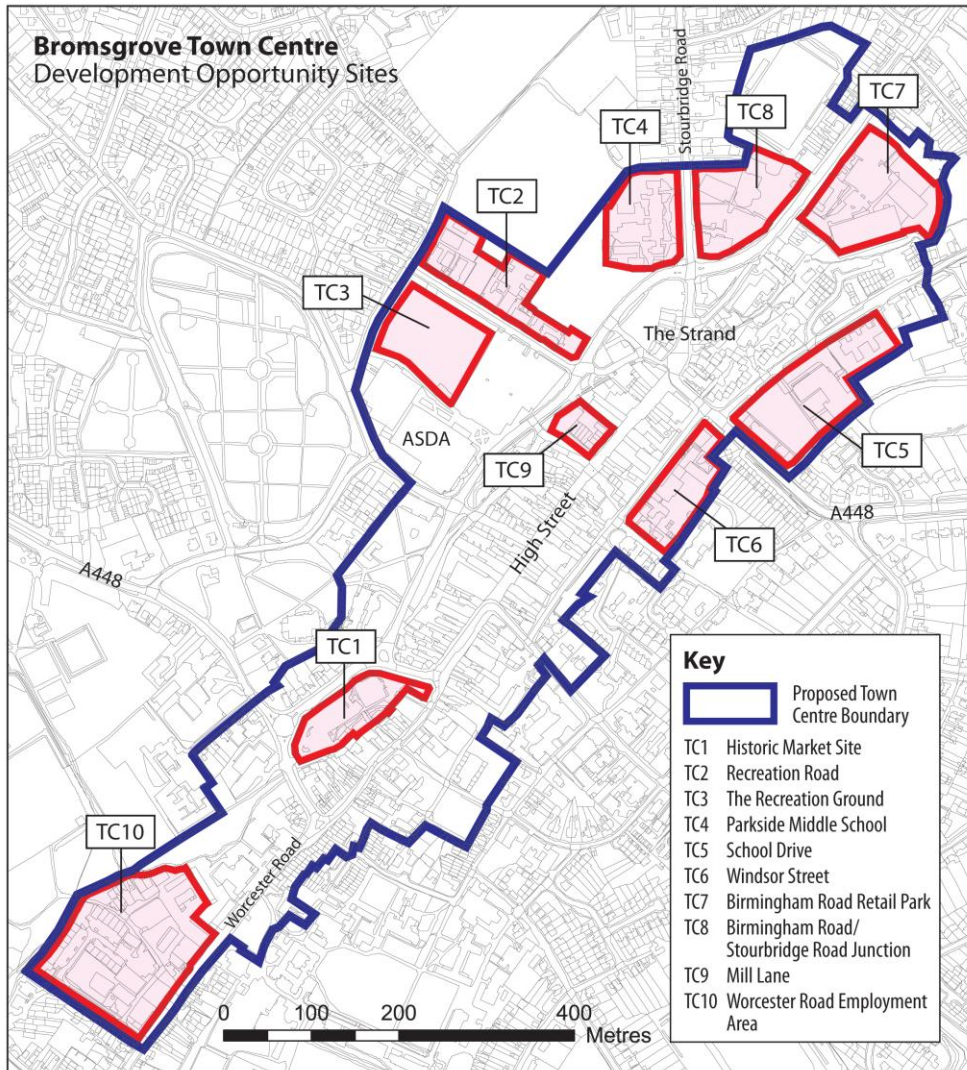 Bromsgrove Town Centre
Development Opportunity Sites
Stourbridge Road
TC7
TC8
TC4
TC2
TC3
The Strand
ASDA
TC9
TC5
A448
High Street
TC6
A448
TC1
TC10
Worcester Road
Key
Proposed Town
Centre Boundary
TC1 Historic Market Site
TC2 Recreation Road
TC3 The Recreation Ground
TC4 Parkside Middle School
TC5 School Drive
TC6 Windsor Street
TC7 Birmingham Road Retail Park
TC8 Birmingham Road/
Stourbridge Road Junction
TC9 Mill Lane
TC10 Worcester Road Employment
Area
0 100 200 400
Metres